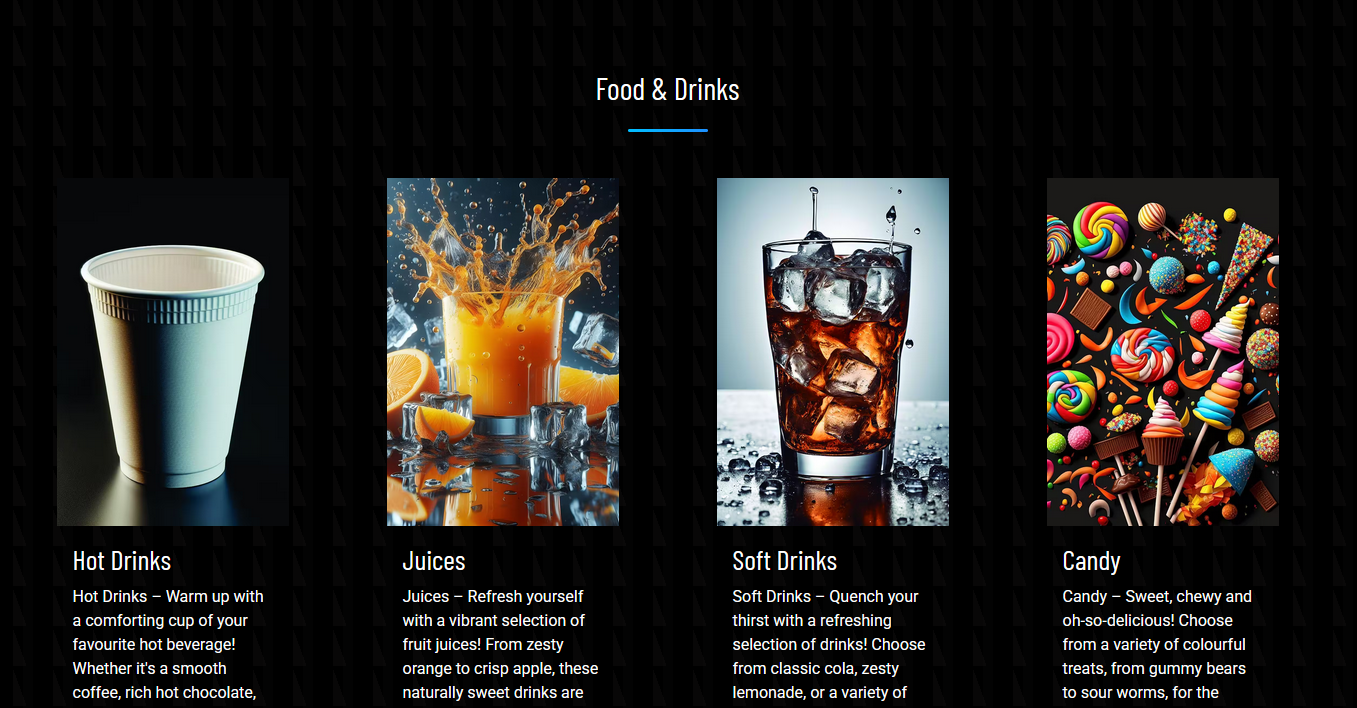 Food & Drinks
Hot Drinks
Hot Drinks – Warm up with
a comforting cup of your
favourite hot beverage!
Whether it's a smooth
coffee, rich hot chocolate,
Juices
Juices – Refresh yourself
with a vibrant selection of
fruit juices! From zesty
orange to crisp apple, these
naturally sweet drinks are
Soft Drinks
Soft Drinks – Quench your
thirst with a refreshing
selection of drinks! Choose
from classic cola, zesty
lemonade, or a variety of
Candy
Candy – Sweet, chewy and
oh-so-delicious! Choose
from a variety of colourful
treats, from gummy bears
to sour worms, for the